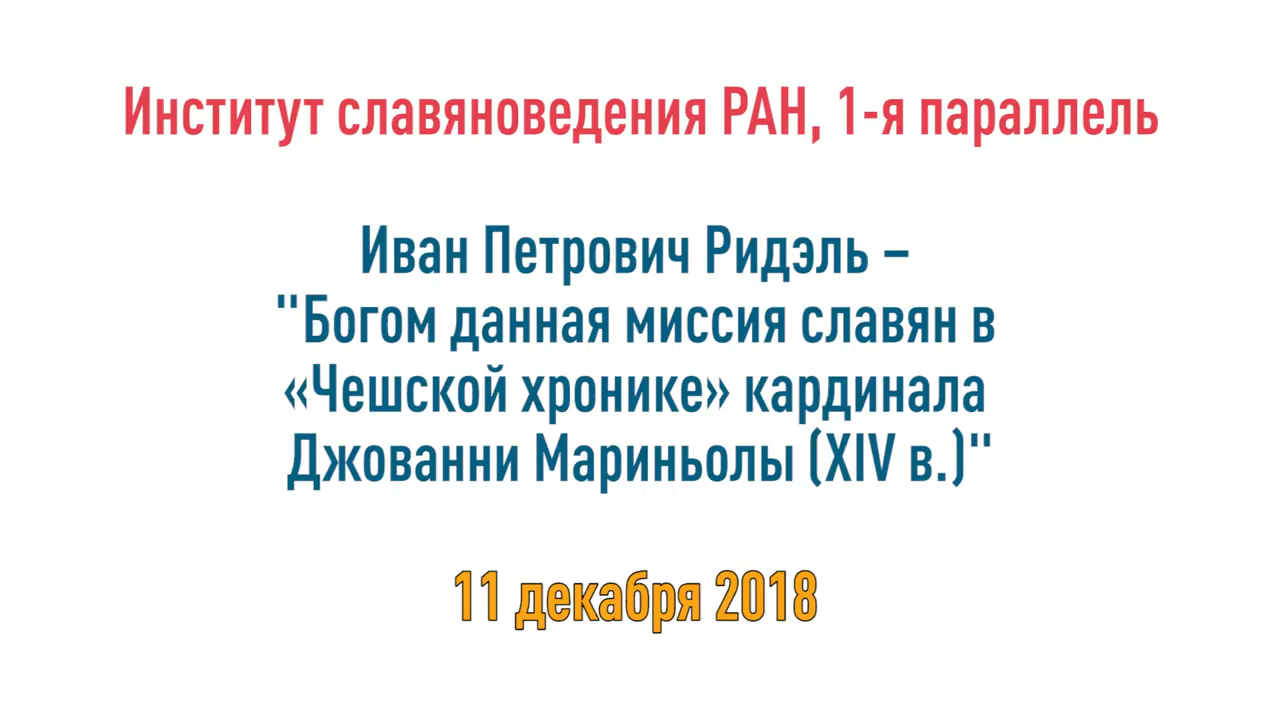 Институт славяноведения РАН, 1-я параллель
Иван Петрович Ридэль –
"Богом данная миссия славян в
«Чешской хронике» кардинала
Джованни Мариньолы (XIV в.)"
11 декабря 2018